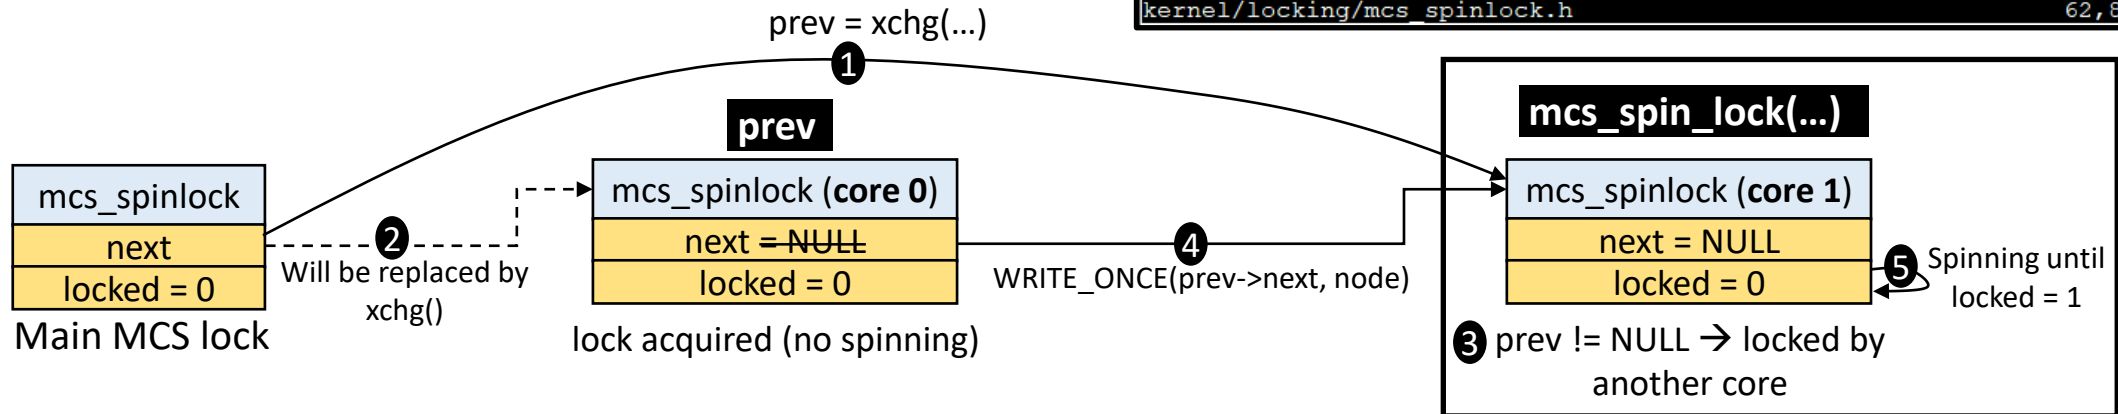 kernel/locking/mcs_spinlock.h 62,8
prev = xchg(…)
1
prev
mcs_spin_lock(…)
mcs_spinlock
next
locked = 0
Main MCS lock
2
Will be replaced by
xchg()
mcs_spinlock (core 0)
next = NULL
locked = 0
lock acquired (no spinning)
4
WRITE_ONCE(prev->next, node)
mcs_spinlock (core 1)
next = NULL
locked = 0
5 Spinning until
locked = 1
3 prev != NULL → locked by
another core